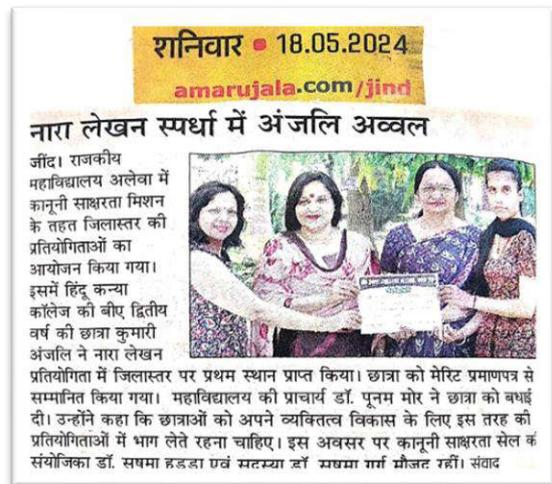 शनिवार • 18.05.2024
amarujala.com/jind
नारा लेखन स्पर्धा में अंजलि अव्वल
जींद। राजकीय
महाविद्यालय अलेवा में
कानूनी साक्षरता मिशन
के तहत जिलास्तर की
प्रतियोगिताओं का
आयोजन किया गया।
इसमें हिंदू कन्या
कॉलेज की बीए द्वितीय
वर्ष की छात्रा कुमारी
अंजलि ने नारा लेखन
प्रतियोगिता में जिलास्तर पर प्रथम स्थान प्राप्त किया। छात्रा को मेरिट प्रमाणपत्र से
सम्मानित किया गया। महाविद्यालय की प्राचार्य डॉ. पूनम मोर ने छात्रा को बधाई
दी। उन्होंने कहा कि छात्राओं को अपने व्यक्तित्व विकास के लिए इस तरह की
प्रतियोगिताओं में भाग लेते रहना चाहिए। इस अवसर पर कानूनी साक्षरता सेल क
संयोजिका डॉ. सुषमा हुड्डा एवं सदस्या डॉ. सुषमा गर्ग मौजूद रहीं। संवाद